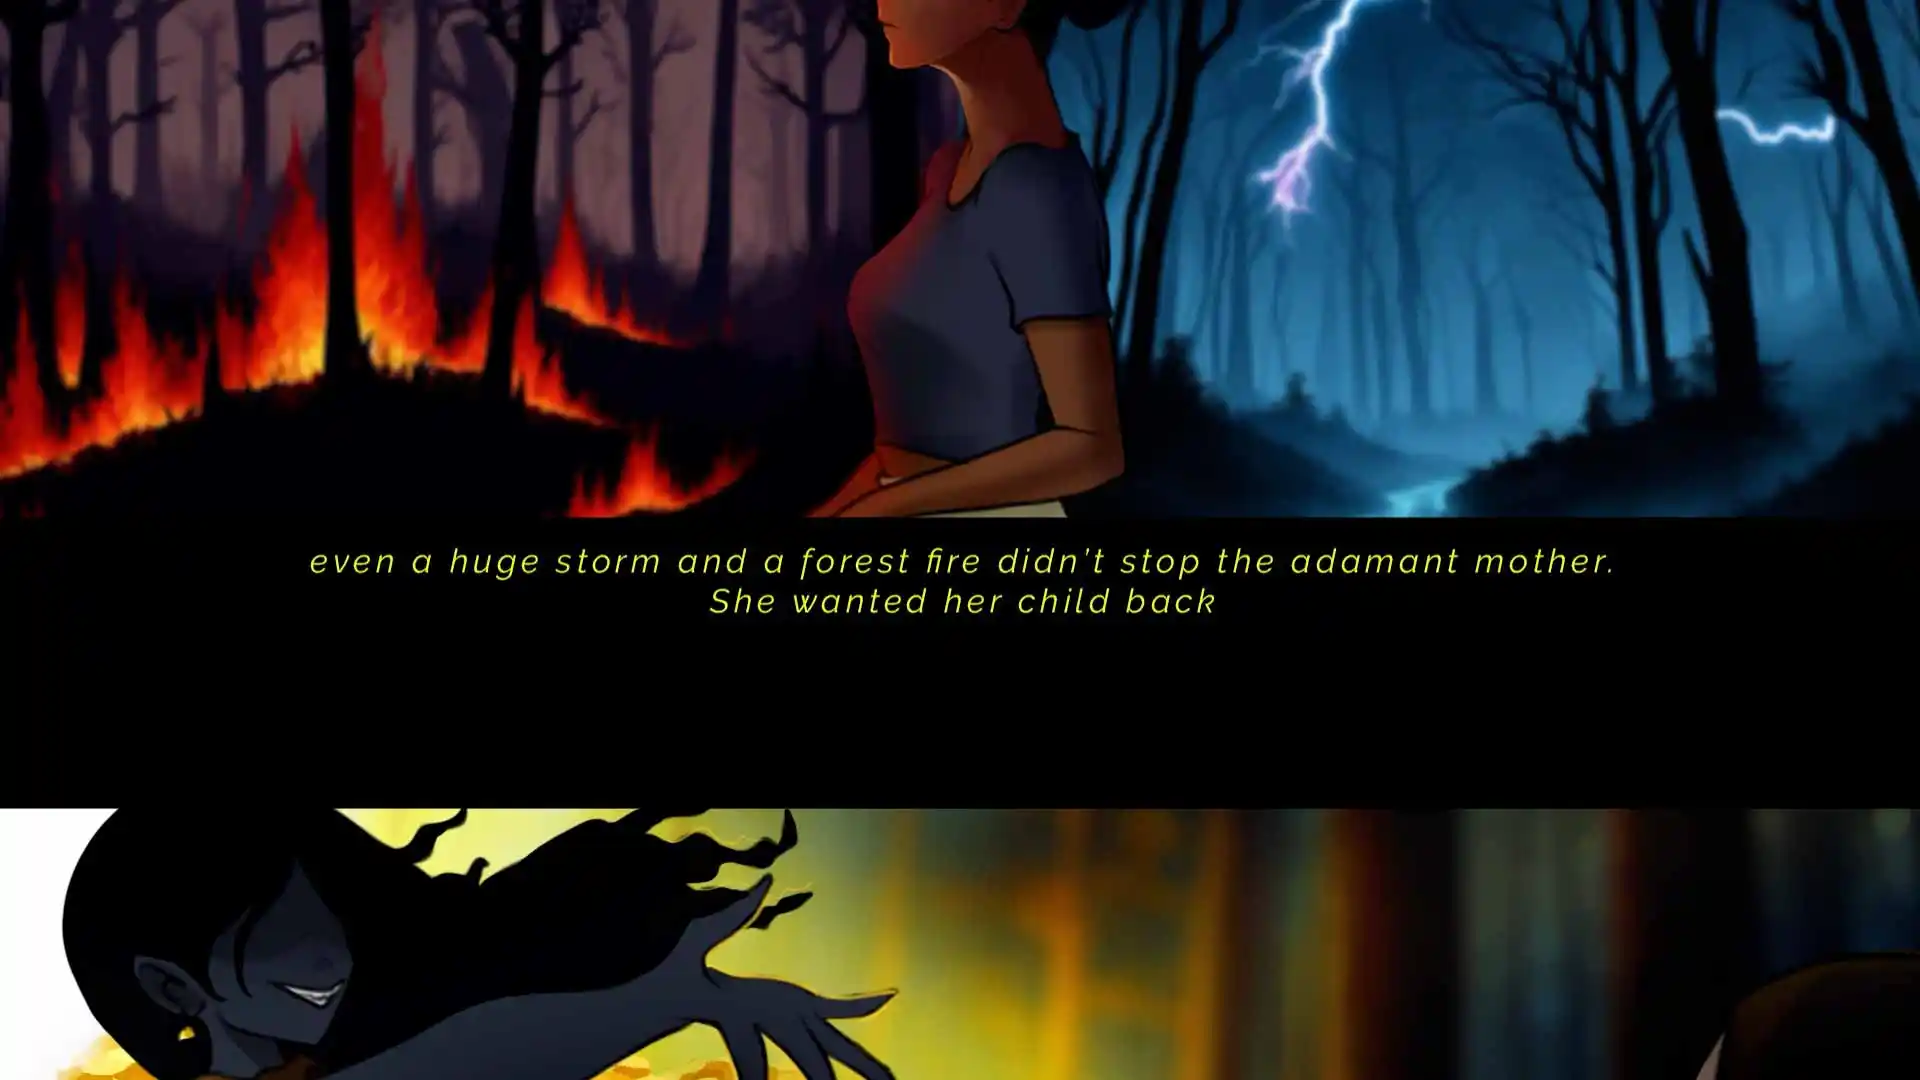 even a huge storm and a forest fire didn't stop the adamant mother.
She wanted her child back